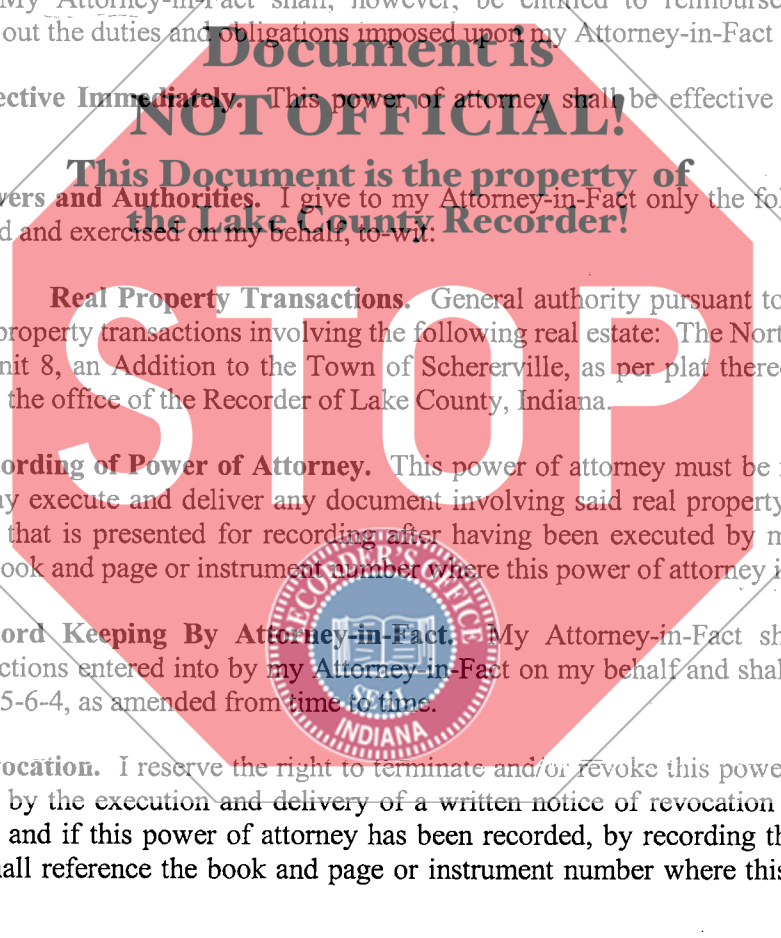 My Attorney-in-Fact shall, however, be entitled to reimburse
out the duties and obligations imposed upon my Attorney-in-Fact
Document is
ective Immediately. This power of attorney shall be effective
NOT OFFICIAL!
This Document is the property of
vers and Authorities. I give to my Attorney-in-Fact only the fol
the Lake County Recorder!
d and exercised on my behalf, to-wit:
Real Property Transactions. General authority pursuant to
property transactions involving the following real estate: The Nort
nit 8, an Addition to the Town of Schererville, as per plat there
the office of the Recorder of Lake County, Indiana.
STOP
ording of Power of Attorney. This power of attorney must be
ay execute and deliver any document involving said real property
that is presented for recording after having been executed by m
ook and page or instrument number where this power of attorney i
RECORDER'S OFFICE
ord Keeping By Attorney-in-Fact. My Attorney-in-Fact sh
ctions entered into by my Attorney-in-Fact on my behalf and shal
SEAL
5-6-4, as amended from time to time.
INDIANA
ocation. I reserve the right to terminate and/or revoke this powe
by the execution and delivery of a written notice of revocation
and if this power of attorney has been recorded, by recording th
all reference the book and page or instrument number where this